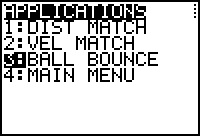 APPLICATIONS
1:DIST MATCH
2:VEL MATCH
3:BALL BOUNCE
4:MAIN MENU